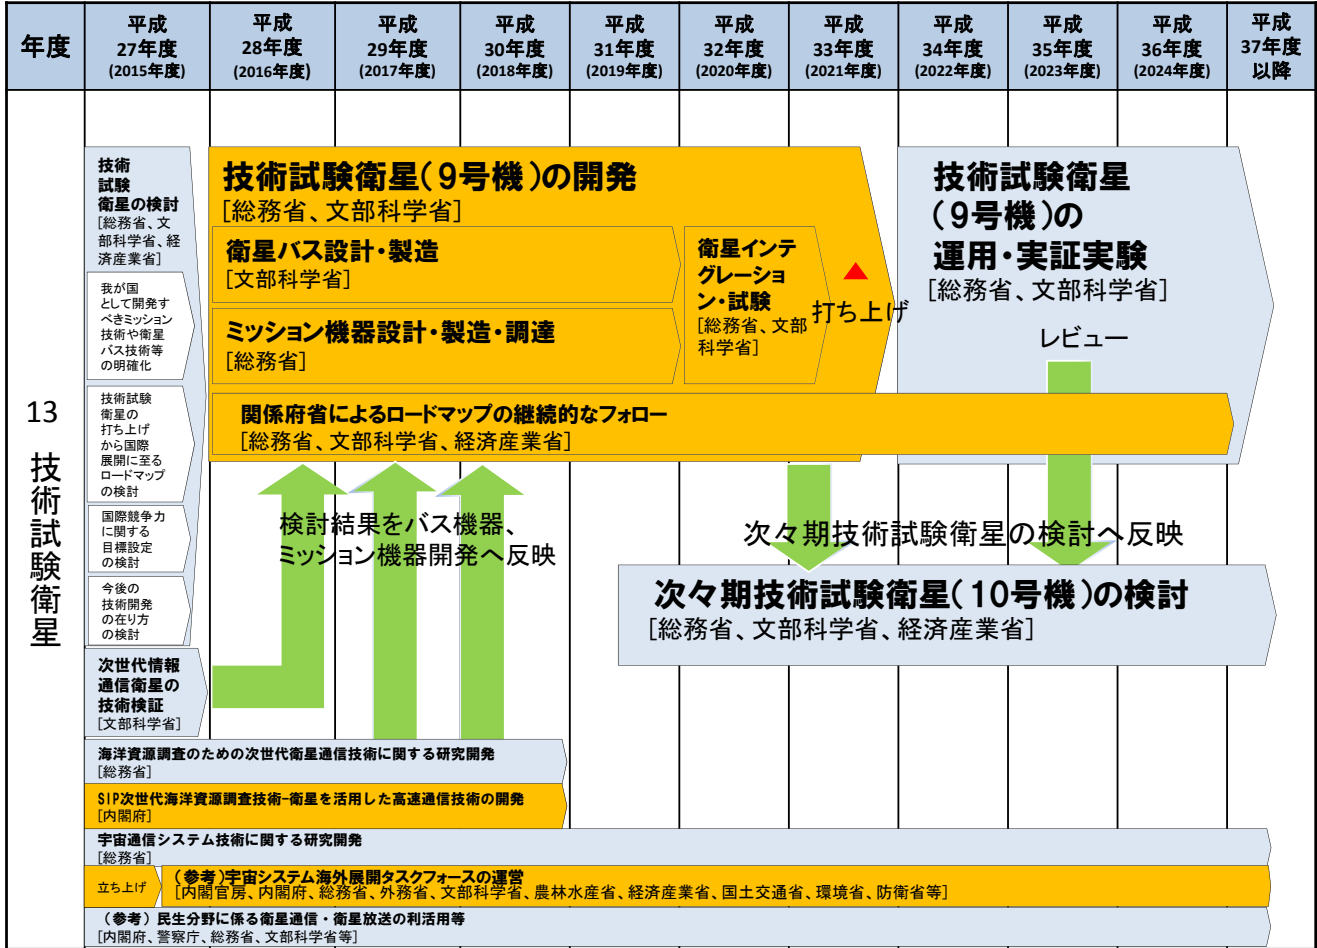 年度
平成
27年度
(2015年度)
平成
28年度
(2016年度)
平成
29年度
(2017年度)
平成
30年度
(2018年度)
平成
31年度
(2019年度)
平成
32年度
(2020年度)
平成
33年度
(2021年度)
平成
34年度
(2022年度)
平成
35年度
(2023年度)
平成
36年度
(2024年度)
平成
37年度
以降
13
技術試験衛星
技術
試験
衛星の検討
[総務省、文
部科学省、経
済産業省]
我が国
として開発す
べきミッション
技術や衛星
バス技術等
の明確化
技術試験
衛星の
打ち上げ
から国際
展開に至る
ロードマップ
の検討
国際競争力
に関する
目標設定
の検討
今後の
技術開発
の在り方
の検討
次世代情報
通信衛星の
技術検証
[文部科学省]
技術試験衛星(9号機)の開発
[総務省、文部科学省]
衛星バス設計・製造
[文部科学省]
ミッション機器設計・製造・調達
[総務省]
衛星インテ
グレーショ
ン・試験
[総務省、文部
科学省]
打ち上げ
技術試験衛星
(9号機)の
運用・実証実験
[総務省、文部科学省]
レビュー
関係府省によるロードマップの継続的なフォロー
[総務省、文部科学省、経済産業省]
検討結果をバス機器、
ミッション機器開発へ反映
次々期技術試験衛星の検討へ反映
次々期技術試験衛星(10号機)の検討
[総務省、文部科学省、経済産業省]
海洋資源調査のための次世代衛星通信技術に関する研究開発
[総務省]
SIP次世代海洋資源調査技術-衛星を活用した高速通信技術の開発
[内閣府]
宇宙通信システム技術に関する研究開発
[総務省]
立ち上げ
(参考)宇宙システム海外展開タスクフォースの運営
[内閣官房、内閣府、総務省、外務省、文部科学省、農林水産省、経済産業省、国土交通省、環境省、防衛省等]
(参考)民生分野に係る衛星通信・衛星放送の利活用等
[内閣府、警察庁、総務省、文部科学省等]